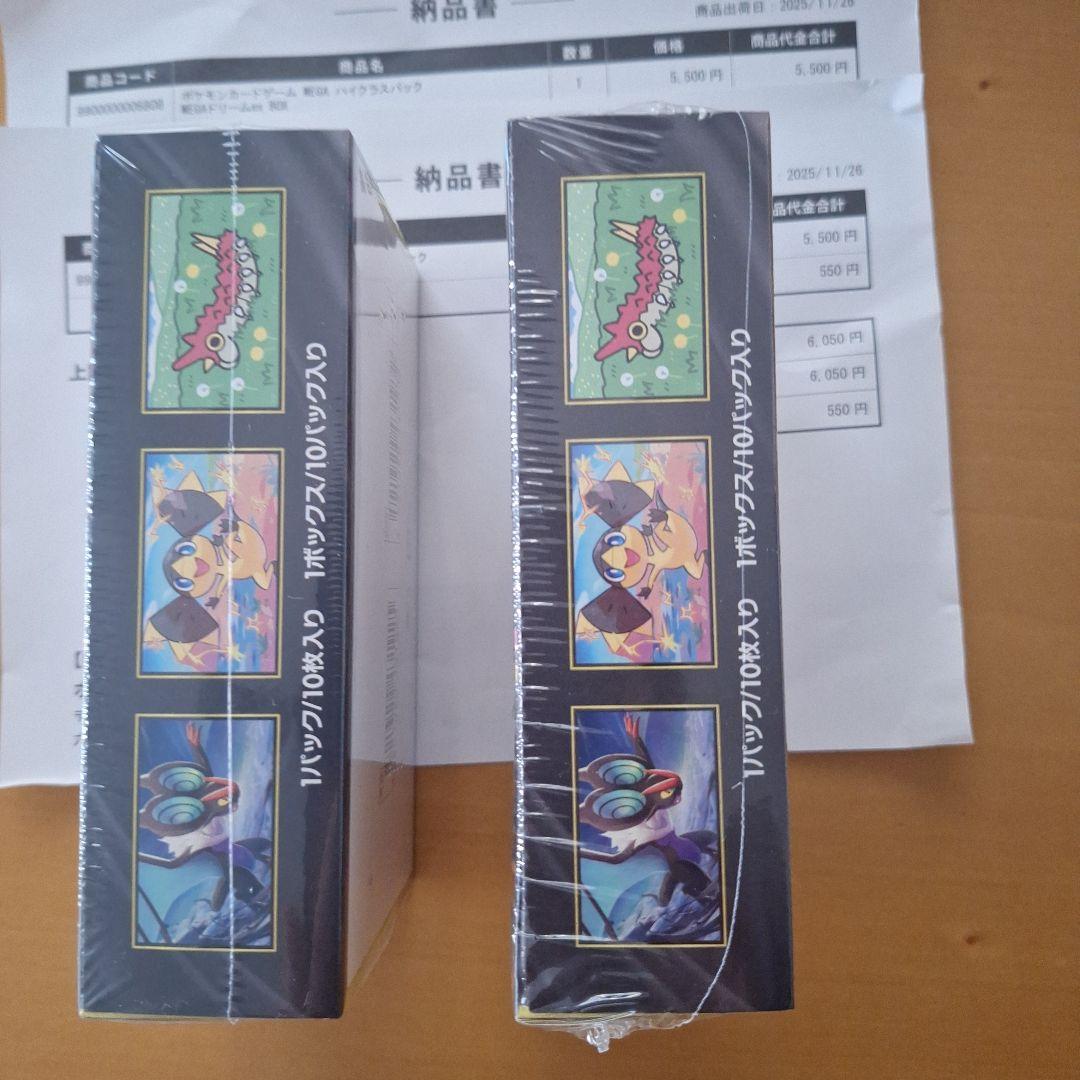 納品書
商品出荷日:2025/11/26
商品コード 商品名 数量 価格 商品代金合計
ポケモンカードゲーム MEGA ハイクラスパック 1 5,500 円 5,500 円
MEGAドリームex BOX
納品書
2025/11/26
品代金合計
5,500 円
550 円
6,050 円
6,050 円
550 円
上
1パック/10枚入り 1ボックス/10パック入り
1パック/10枚入り 1ボックス/10パック入り